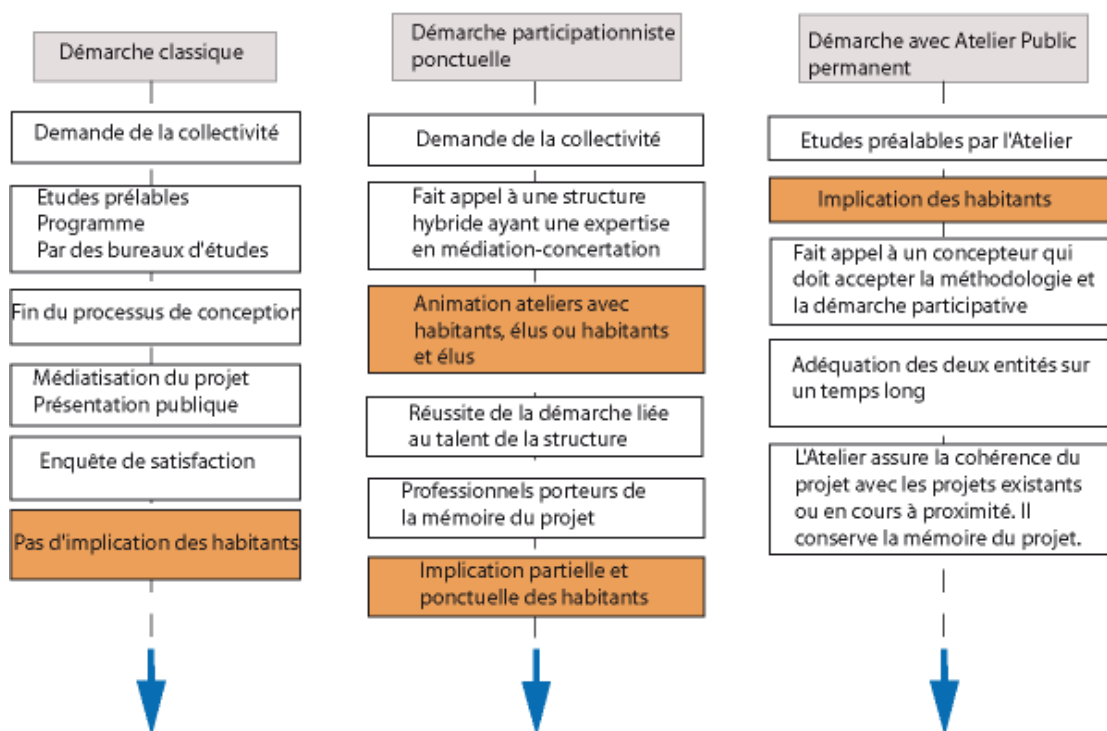 Démarche classique
Demande de la collectivité
Etudes prélables
Programme
Par des bureaux d'études
Fin du processus de conception
Médiatisation du projet
Présentation publique
Enquête de satisfaction
Pas d'implication des habitants
Démarche participationniste
ponctuelle
Demande de la collectivité
Fait appel à une structure
hybride ayant une expertise
en médiation-concertation
Animation ateliers avec
habitants, élus ou habitants
et élus
Réussite de la démarche liée
au talent de la structure
Professionnels porteurs de
la mémoire du projet
Implication partielle et
ponctuelle des habitants
Démarche avec Atelier Public
permanent
Etudes préalables par l'Atelier
Implication des habitants
Fait appel à un concepteur qui
doit accepter la méthodologie et
la démarche participative
Adéquation des deux entités sur
un temps long
L'Atelier assure la cohérence du
projet avec les projets existants
ou en cours à proximité. Il
conserve la mémoire du projet.